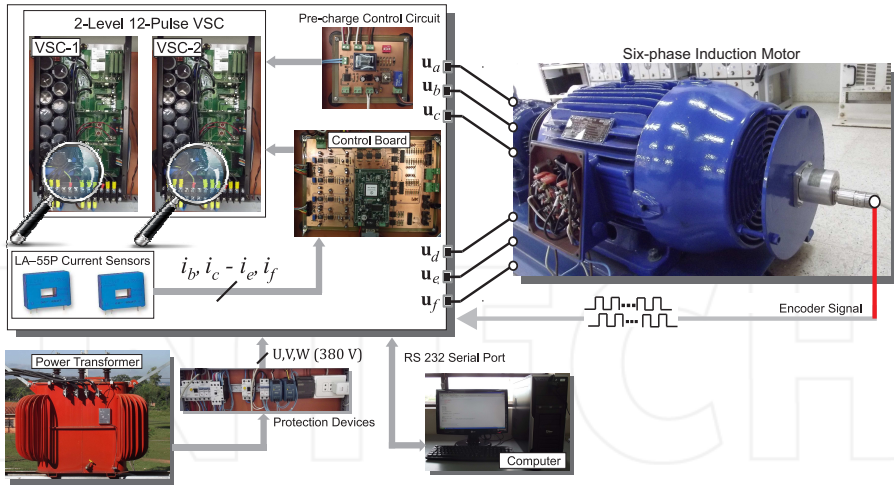 2-Level 12-Pulse VSC
VSC-1
VSC-2
Pre-charge Control Circuit
Control Board
LA–55P Current Sensors
i_b, i_c - i_e, i_f
u_a
u_b
u_c
u_d
u_e
u_f
Six-phase Induction Motor
Encoder Signal
U,V,W (380 V)
RS 232 Serial Port
Power Transformer
Protection Devices
Computer
INTECH